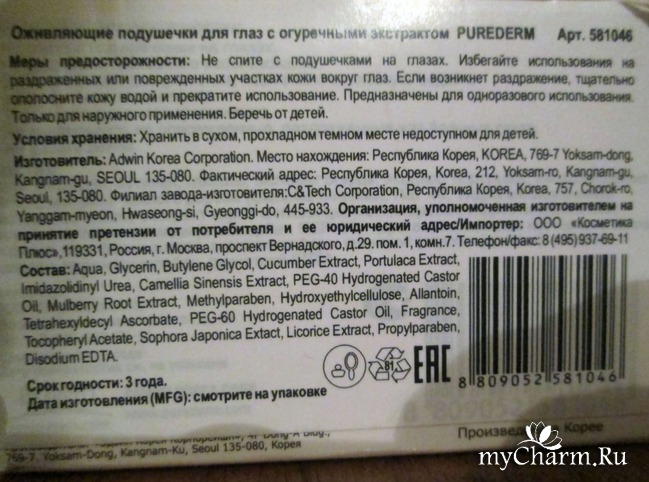 Оживляющие подушечки для глаз с огуречными экстрактом PUREDERM Арт. 581046
Меры предосторожности: Не спите с подушечками на глазах. Избегайте использования на
раздраженных или поврежденных участках кожи вокруг глаз. Если возникнет раздражение, тщательно
ополосните кожу водой и прекратите использование. Предназначены для одноразового использования.
Только для наружного применения. Беречь от детей.
Условия хранения: Хранить в сухом, прохладном темном месте недоступном для детей.
Изготовитель: Adwin Korea Corporation. Место нахождения: Республика Корея, KOREA, 769-7 Yoksam-dong,
Kangnam-gu, SEOUL 135-080. Фактический адрес: Республика Корея, Korea, 212, Yoksam-ro, Kangnam-gu,
Seoul, 135-080. Филиал завода-изготовителя:C&Tech Corporation, Республика Корея, 757, Chorok-ro,
Yanggam-myeon, Hwaseong-si, Gyeonggi-do, 445-933. Организация, уполномоченная изготовителем на
принятие претензии от потребителя и ее юридический адрес/Импортер: ООО «Косметика
Плюс»,119331, Россия, г. Москва, проспект Вернадского, д.29. пом. 1, комн.7. Телефон/факс: 8 (495) 937-69-11
Состав: Aqua, Glycerin, Butylene Glycol, Cucumber Extract, Portulaca Extract,
Imidazolidinyl Urea, Camellia Sinensis Extract, PEG-40 Hydrogenated Castor
Oil, Mulberry Root Extract, Methylparaben, Hydroxyethylcellulose, Allantoin,
Tetrahexyldecyl Ascorbate, PEG-60 Hydrogenated Castor Oil, Fragrance,
Tocopheryl Acetate, Sophora Japonica Extact, Licorice Extract, Propylparaben,
Disodium EDTA.
81
EAC
8 809052 581046
Срок годности: 3 года.
Дата изготовления (MFG): смотрите на упаковке
Произведено в Корее
769-7. Yoksam-Dong, Kangnam-Ku, Seoul 135-080, Корея
myCharm.Ru